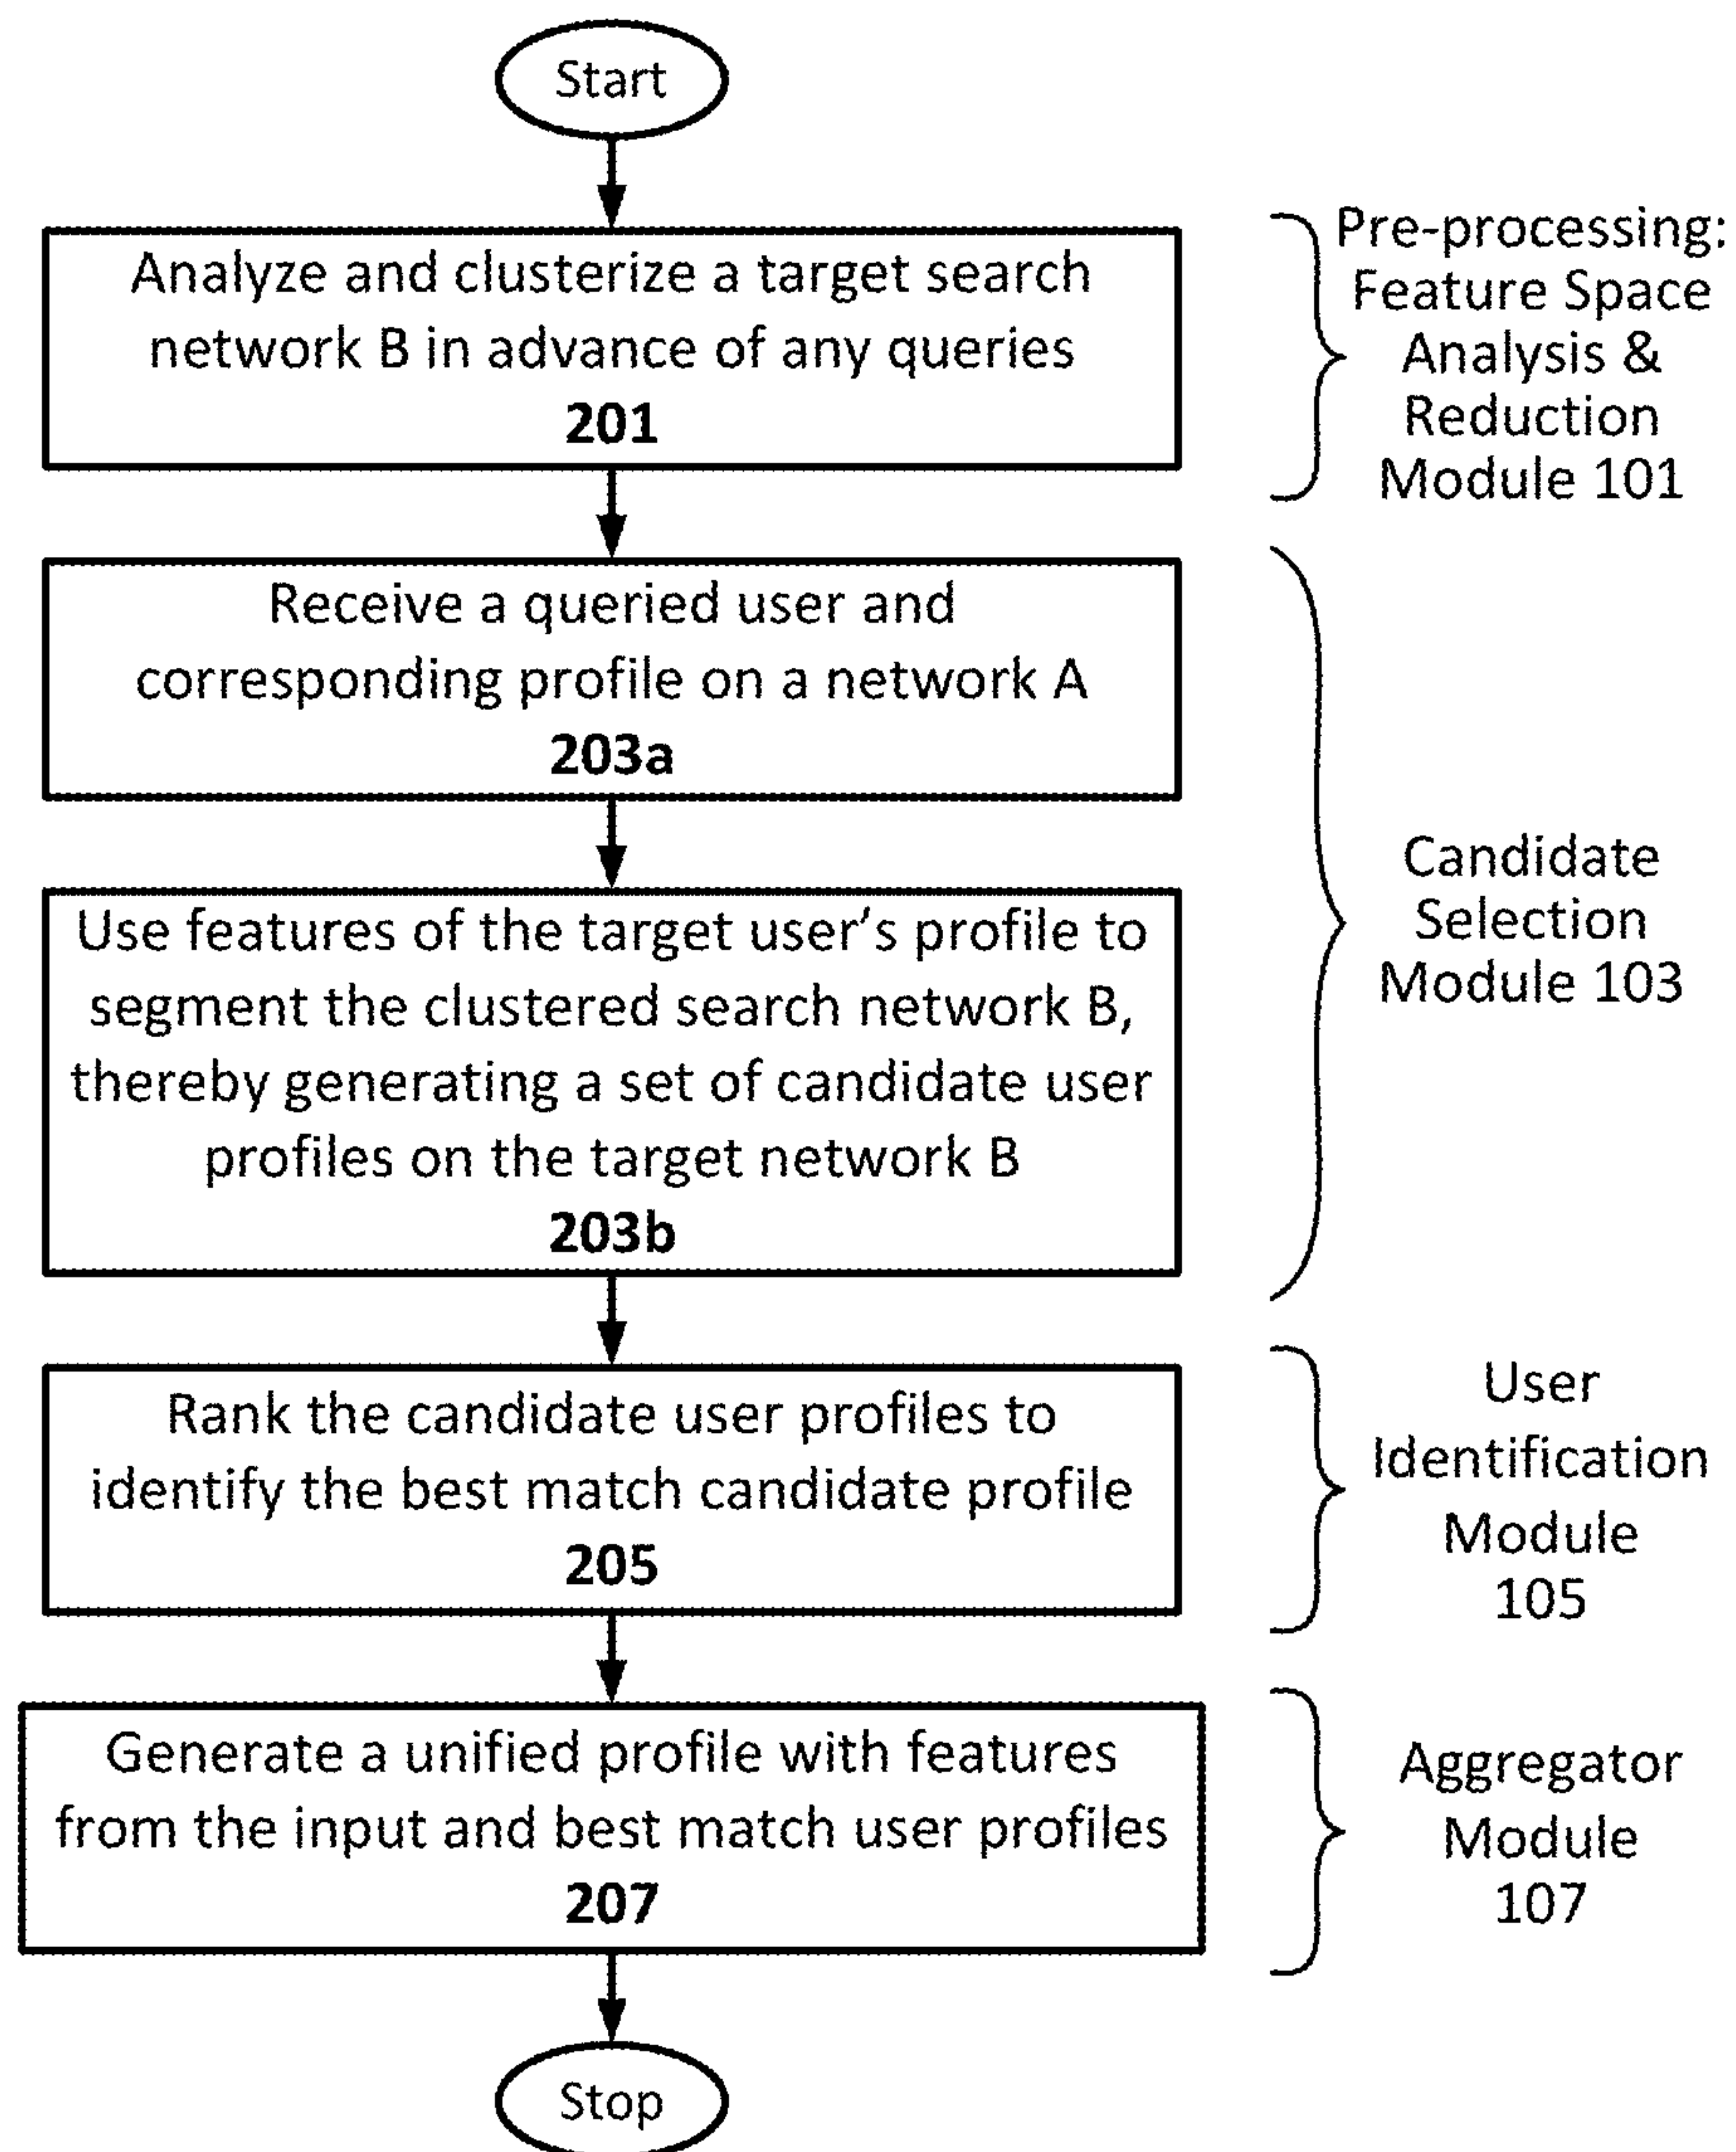 Start
Analyze and clusterize a target search
network B in advance of any queries
201
Pre-processing:
Feature Space
Analysis &
Reduction
Module 101
Receive a queried user and
corresponding profile on a network A
203a
Use features of the target user's profile to
segment the clustered search network B,
thereby generating a set of candidate user
profiles on the target network B
203b
Candidate
Selection
Module 103
Rank the candidate user profiles to
identify the best match candidate profile
205
User
Identification
Module
105
Generate a unified profile with features
from the input and best match user profiles
207
Aggregator
Module
107
Stop